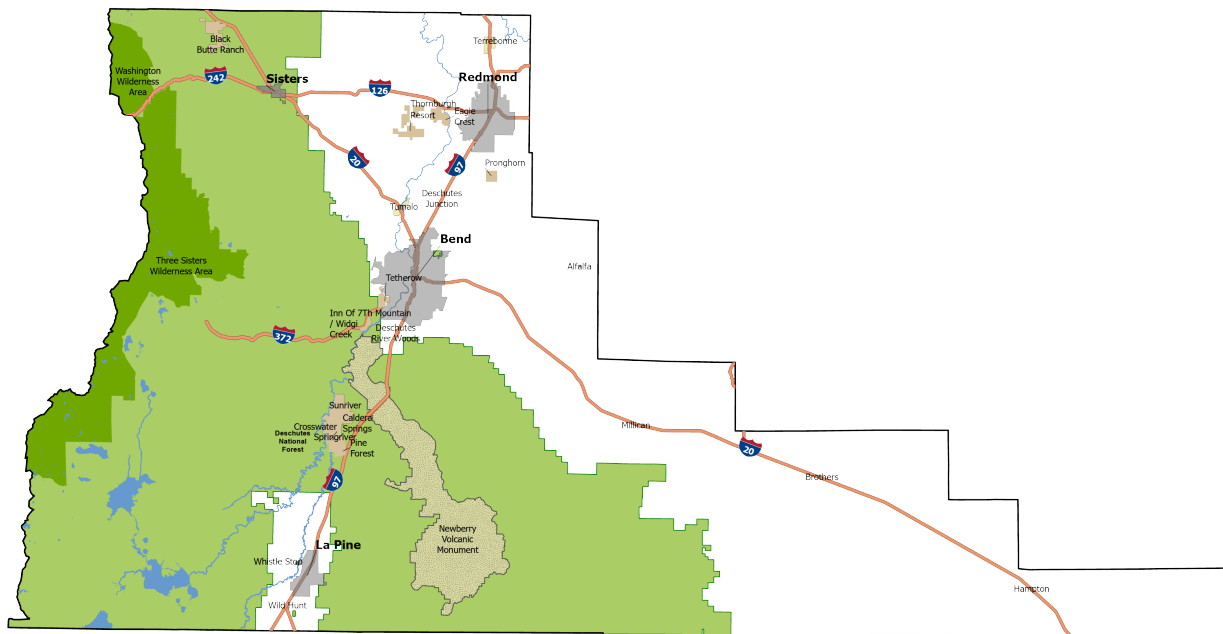 Black
Butte Ranch
Terrebonne
Washington
Wilderness
Area
242
Sisters
126
Redmond
Thornburgh
Resort
Eagle
Crest
20
97
Pronghorn
Deschutes
Junction
Tumalo
Bend
Three Sisters
Wilderness Area
Alfalfa
Tetherow
Inn Of 7Th Mountain
/ Widgi
Creek
372
Deschutes
River Woods
Sunriver
Caldera
Springs
Crosswater
Springriver
Deschutes
National
Forest
Pine
Forest
Millican
20
Brothers
97
Newberry
Volcanic
Monument
La Pine
Whistle Stop
Wild Hunt
Hampton